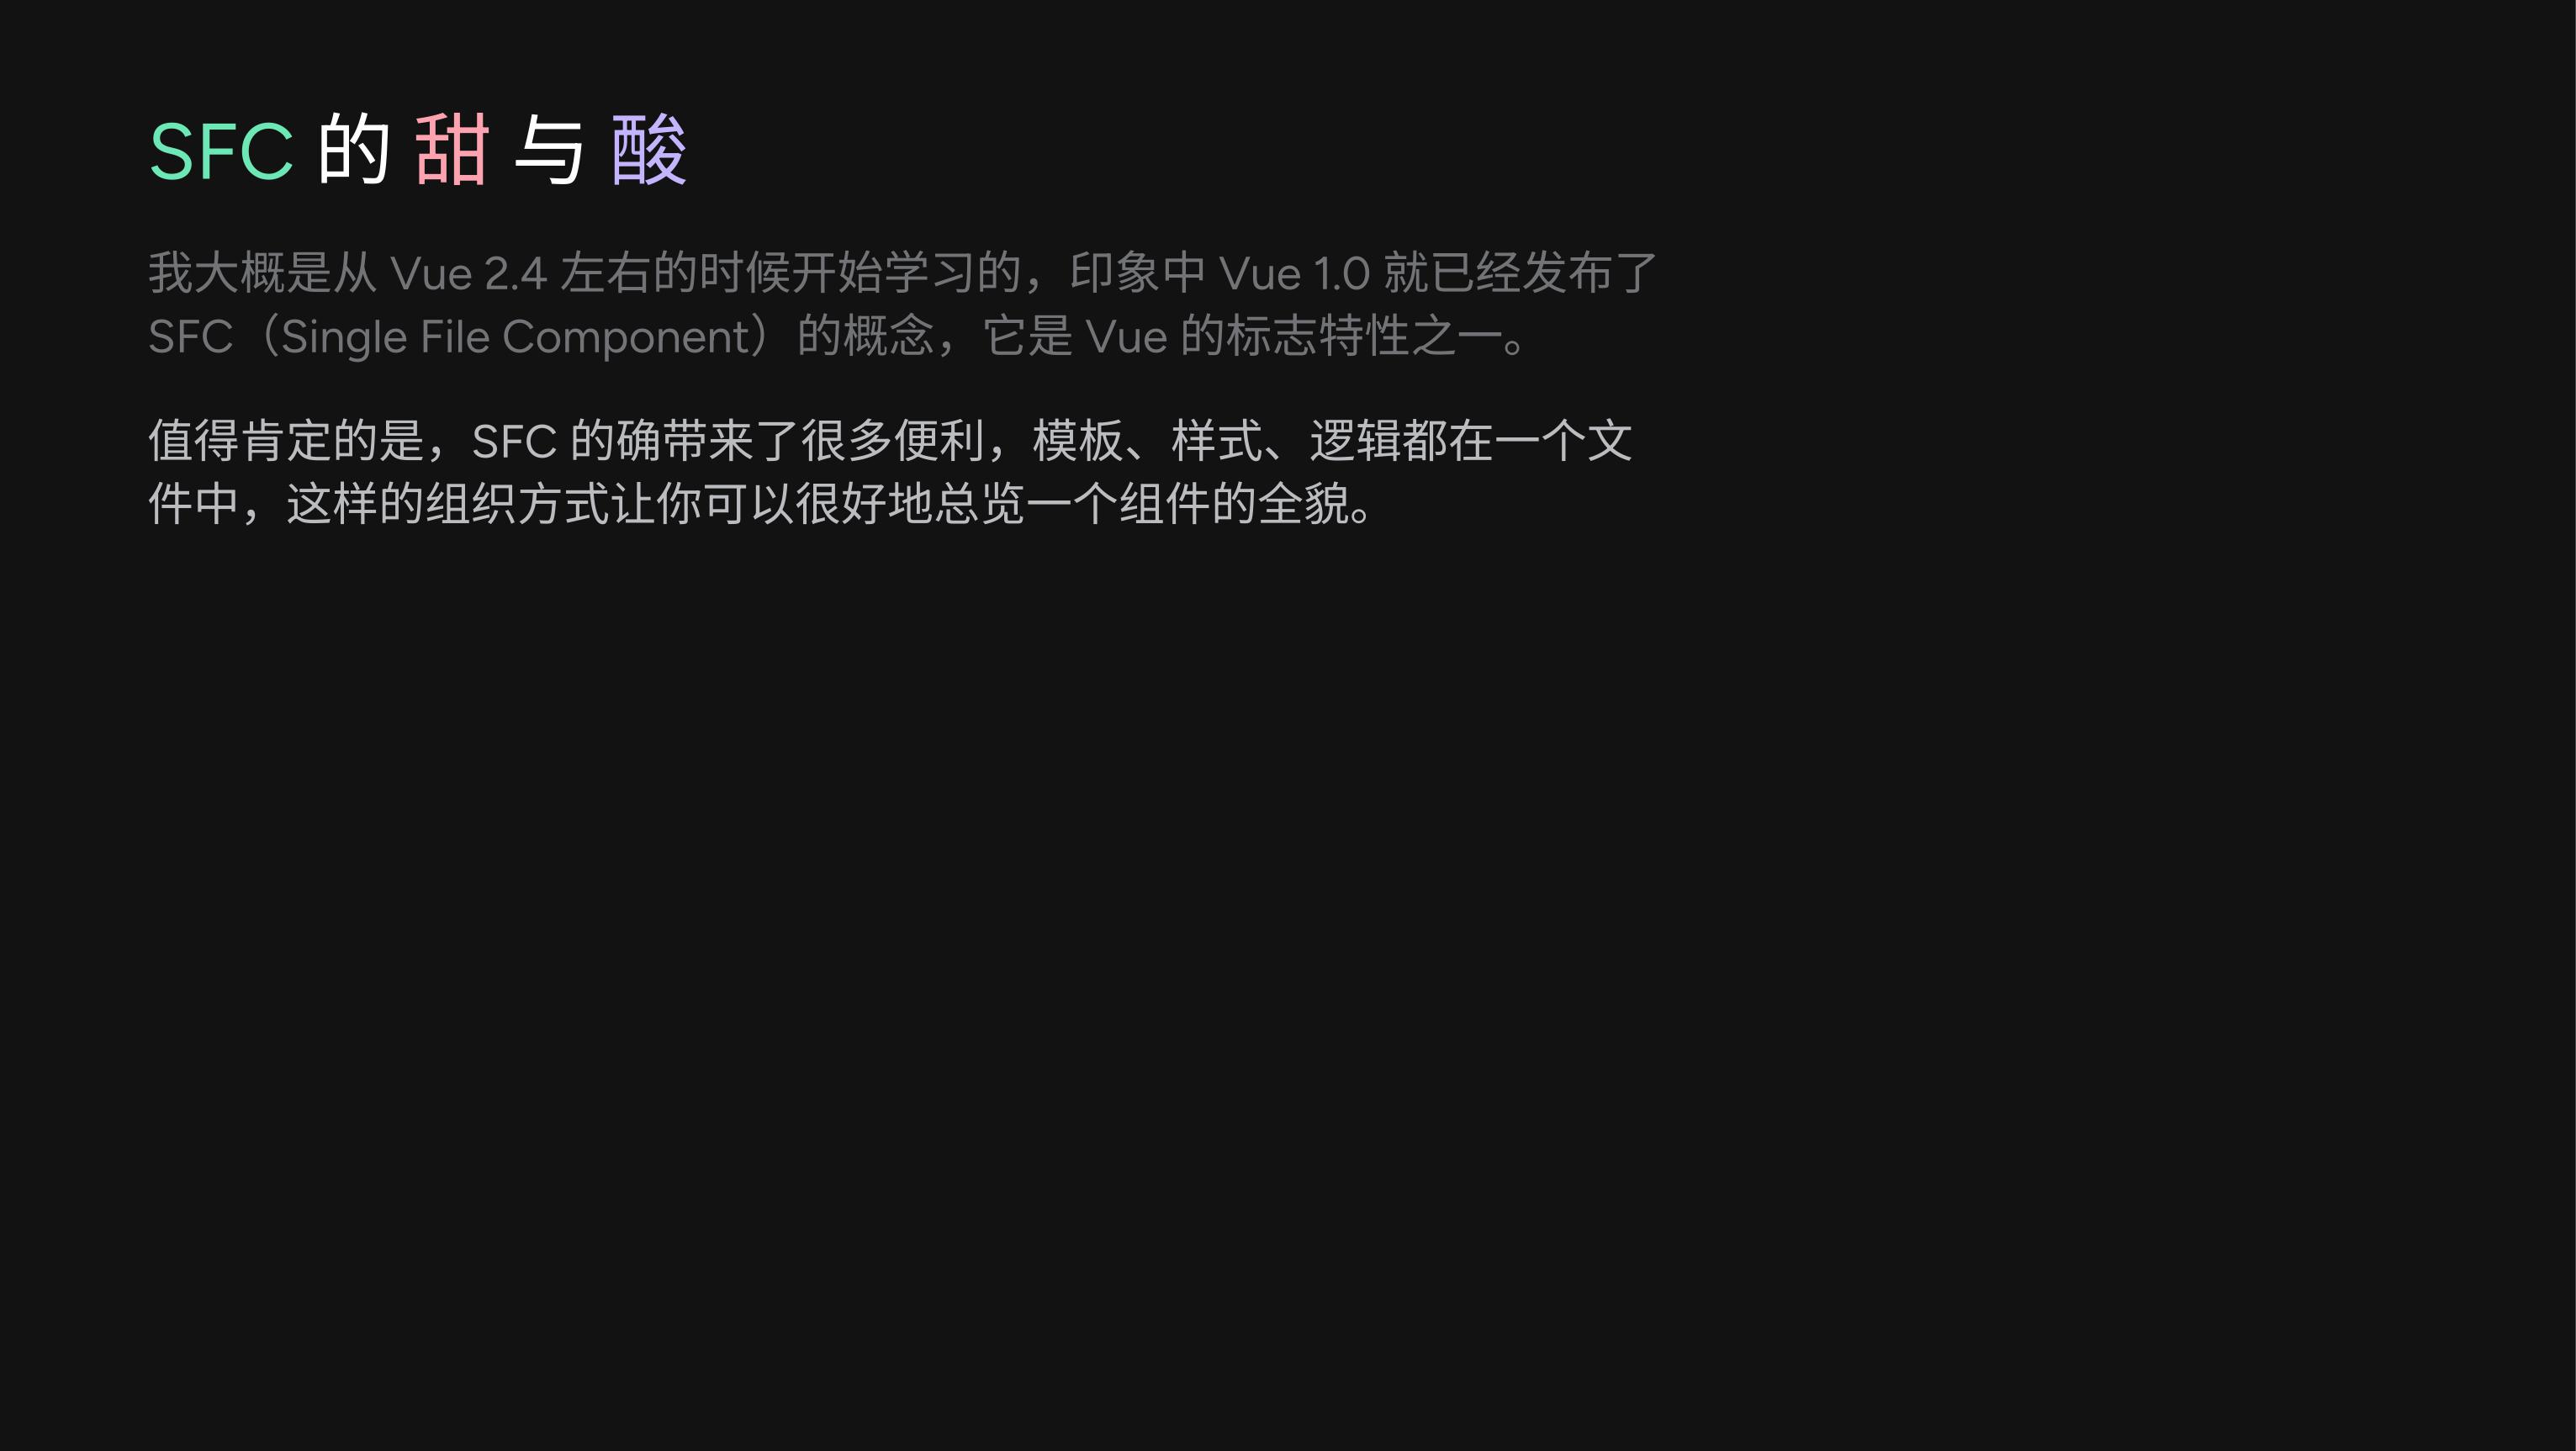 SFC 的 甜 与 酸
我大概是从 Vue 2.4 左右的时候开始学习的，印象中 Vue 1.0 就已经发布了
SFC（Single File Component）的概念，它是 Vue 的标志特性之一。
值得肯定的是，SFC 的确带来了很多便利，模板、样式、逻辑都在一个文
件中，这样的组织方式让你可以很好地总览一个组件的全貌。